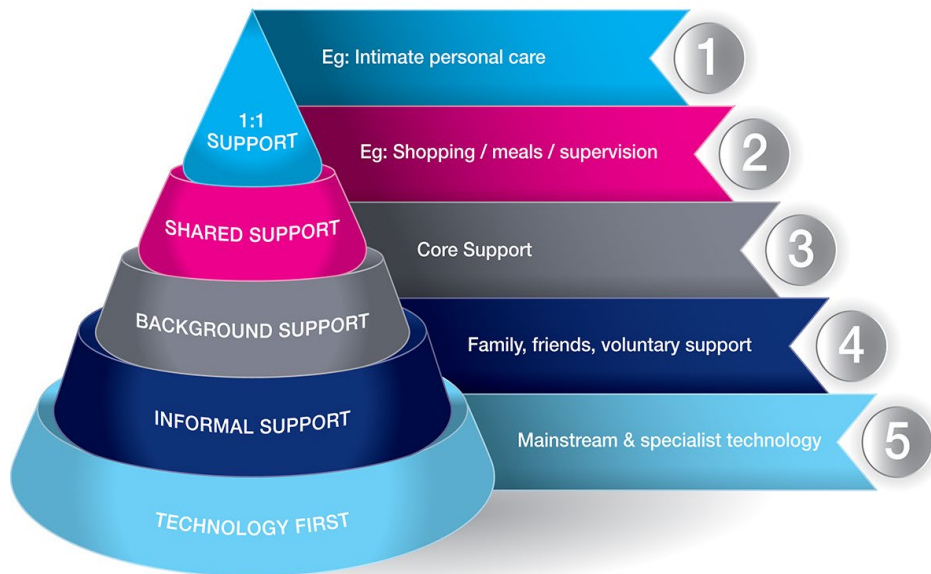 1:1
SUPPORT
Eg: Intimate personal care
1
SHARED SUPPORT
Eg: Shopping / meals / supervision
2
BACKGROUND SUPPORT
Core Support
3
INFORMAL SUPPORT
Family, friends, voluntary support
4
TECHNOLOGY FIRST
Mainstream & specialist technology
5